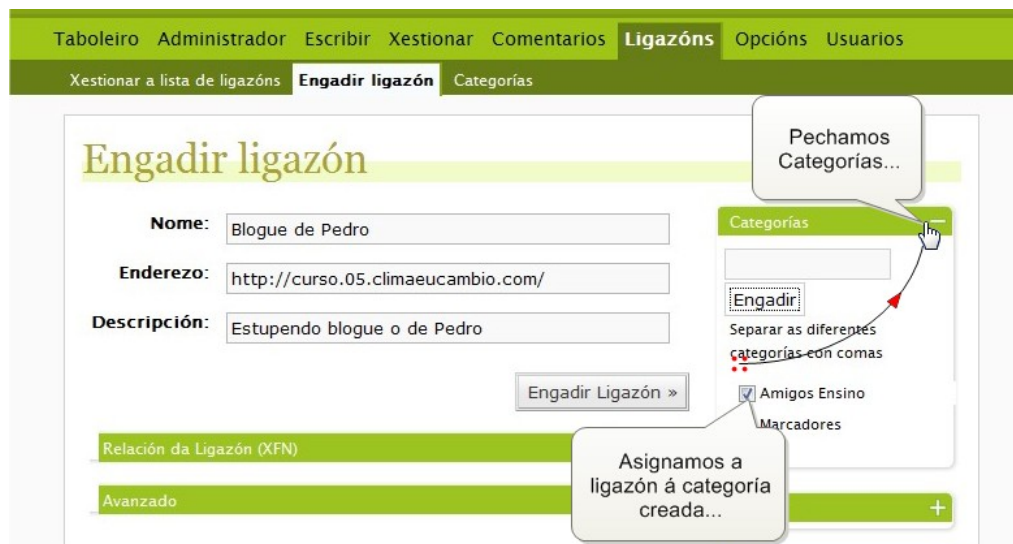 Taboleiro Administrador Escribir Xestionar Comentarios Ligazóns Opcións Usuarios
Xestionar a lista de ligazóns Engadir ligazón Categorías
Pechamos
Categorías...
Engadir ligazón
Nome: Blogue de Pedro
Enderezo: http://curso.05.climaeucambio.com/
Descripción: Estupendo blogue o de Pedro
Engadir Ligazón »
Categorías
Engadir
Separar as diferentes
categorías con comas
Amigos Ensino
Marcadores
Asignamos a
ligazón á categoría
creada...
Relación da Ligazón (XFN)
Avanzado